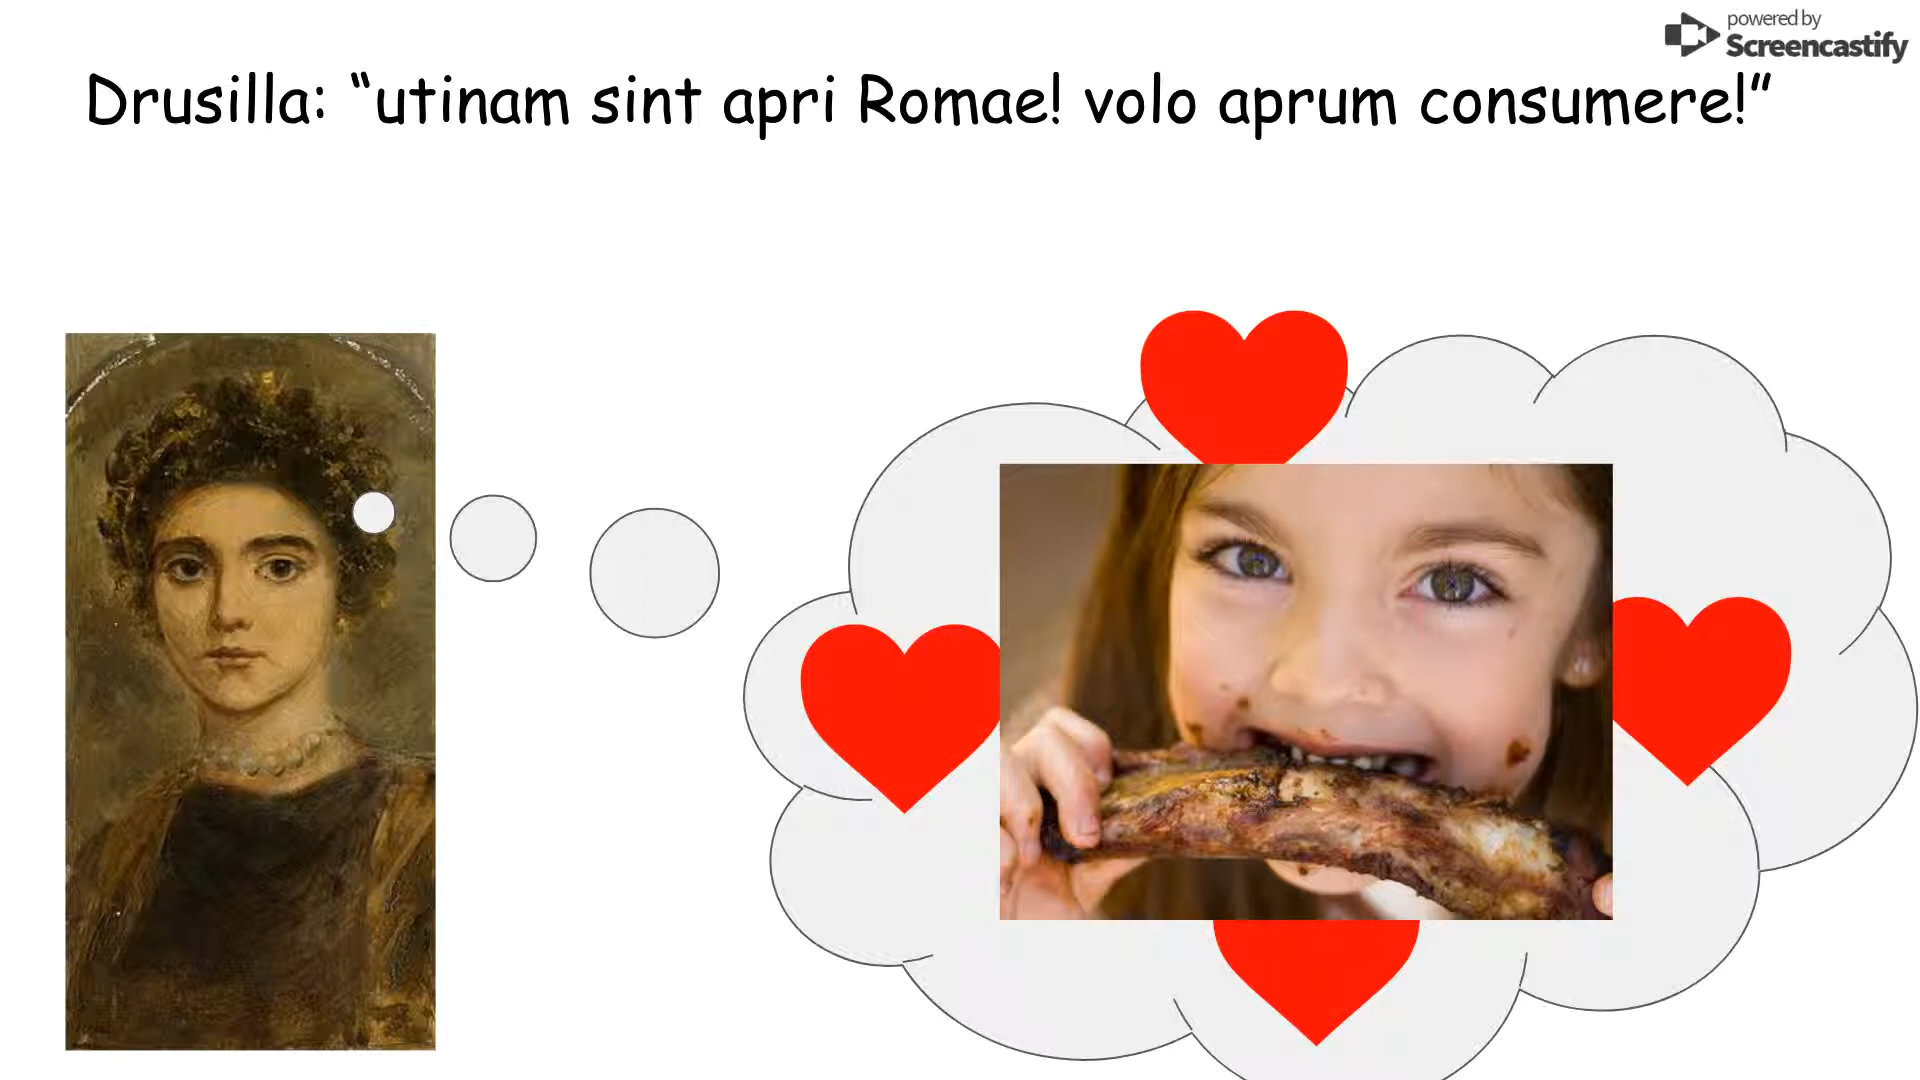 powered by
Screencastify
Drusilla: “utinam sint apri Romae! volo aprum consumere!”